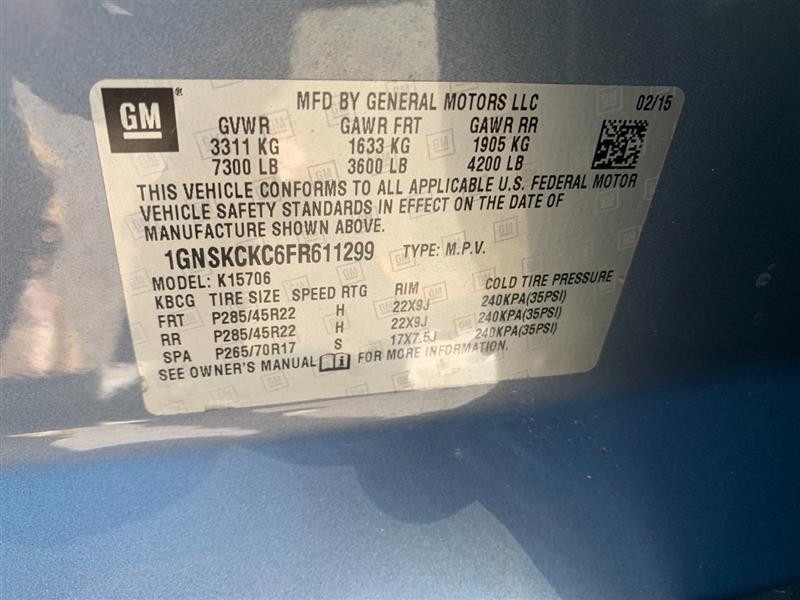 GM
MFD BY GENERAL MOTORS LLC 02/15
GVWR GAWR FRT GAWR RR
3311 KG 1633 KG 1905 KG
7300 LB 3600 LB 4200 LB
THIS VEHICLE CONFORMS TO ALL APPLICABLE U.S. FEDERAL MOTOR
VEHICLE SAFETY STANDARDS IN EFFECT ON THE DATE OF
MANUFACTURE SHOWN ABOVE.
1GNSKCKC6FR611299 TYPE: M.P.V.
MODEL: K15706
KBCG TIRE SIZE SPEED RTG RIM COLD TIRE PRESSURE
FRT P285/45R22 H 22X9J 240KPA(35PSI)
RR P285/45R22 H 22X9J 240KPA(35PSI)
SPA P265/70R17 S 17X7.5J 240KPA(35PSI)
SEE OWNER'S MANUAL FOR MORE INFORMATION.